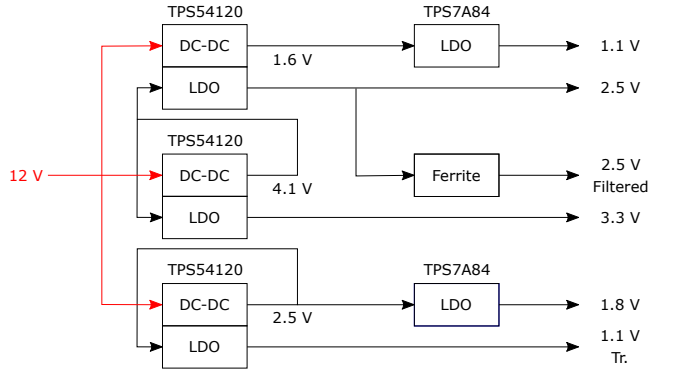 TPS54120
TPS7A84
DC-DC
LDO
1.1 V
1.6 V
LDO
2.5 V
TPS54120
12 V
DC-DC
4.1 V
Ferrite
2.5 V
Filtered
LDO
3.3 V
TPS54120
TPS7A84
DC-DC
2.5 V
LDO
1.8 V
LDO
1.1 V
Tr.